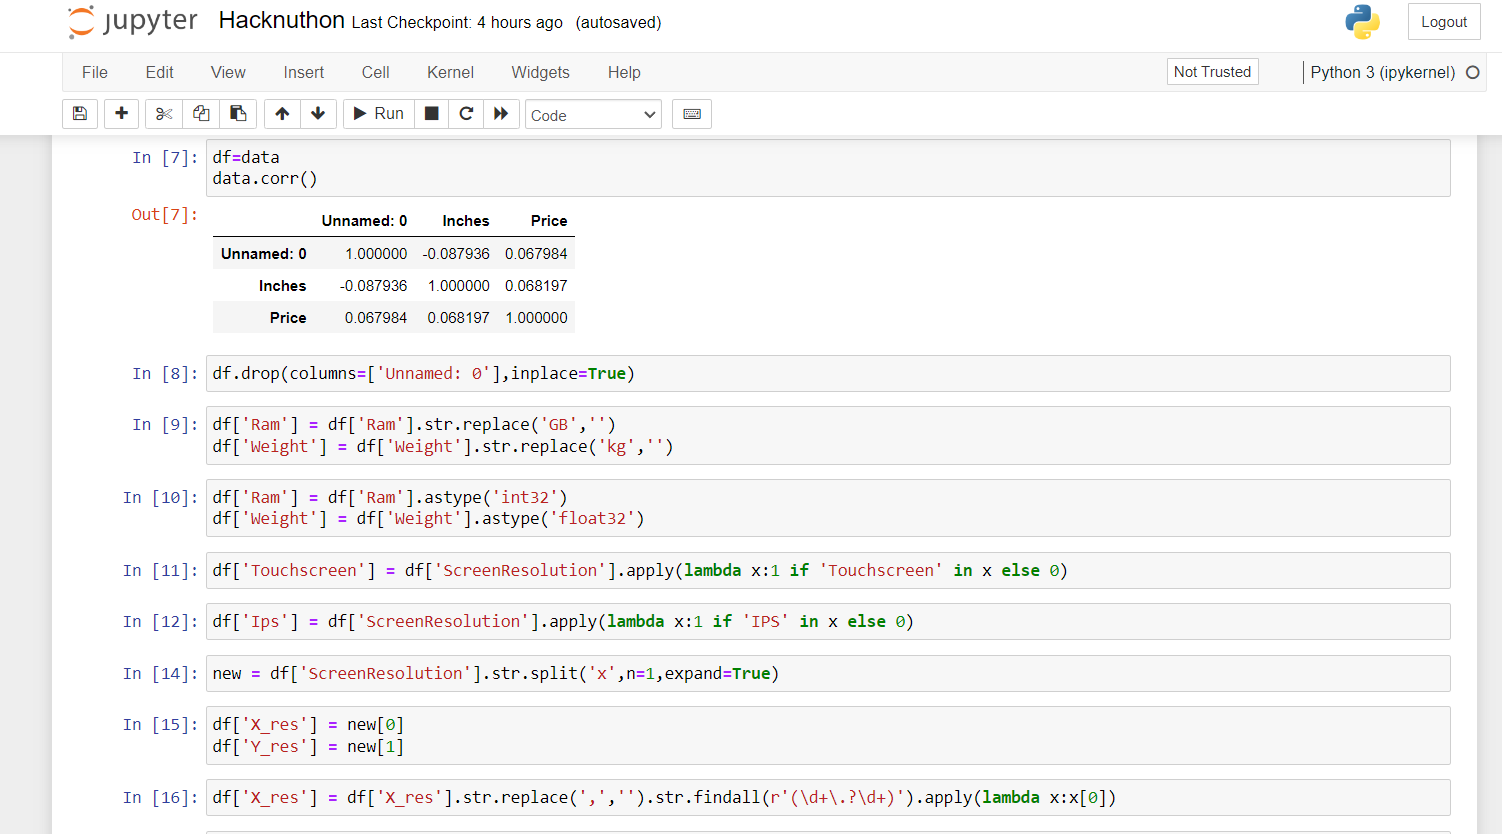 jupyter Hacknuthon Last Checkpoint: 4 hours ago (autosaved) Logout
File Edit View Insert Cell Kernel Widgets Help Not Trusted Python 3 (ipykernel)
Run Code
In [7]: df=data
data.corr()
Out[7]:
Unnamed: 0 Inches Price
Unnamed: 0 1.000000 -0.087936 0.067984
Inches -0.087936 1.000000 0.068197
Price 0.067984 0.068197 1.000000
In [8]: df.drop(columns=['Unnamed: 0'],inplace=True)
In [9]: df['Ram'] = df['Ram'].str.replace('GB','')
df['Weight'] = df['Weight'].str.replace('kg','')
In [10]: df['Ram'] = df['Ram'].astype('int32')
df['Weight'] = df['Weight'].astype('float32')
In [11]: df['Touchscreen'] = df['ScreenResolution'].apply(lambda x:1 if 'Touchscreen' in x else 0)
In [12]: df['Ips'] = df['ScreenResolution'].apply(lambda x:1 if 'IPS' in x else 0)
In [14]: new = df['ScreenResolution'].str.split('x',n=1,expand=True)
In [15]: df['X_res'] = new[0]
df['Y_res'] = new[1]
In [16]: df['X_res'] = df['X_res'].str.replace(',','').str.findall(r'(\d+\.?\d+)').apply(lambda x:x[0])